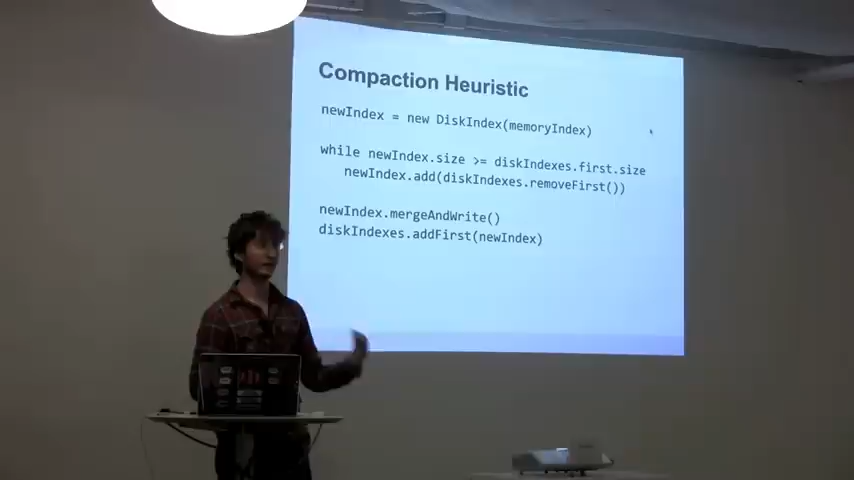 Compaction Heuristic
newIndex = new DiskIndex(memoryIndex)
while newIndex.size >= diskIndexes.first.size
newIndex.add(diskIndexes.removeFirst())
newIndex.mergeAndWrite()
diskIndexes.addFirst(newIndex)